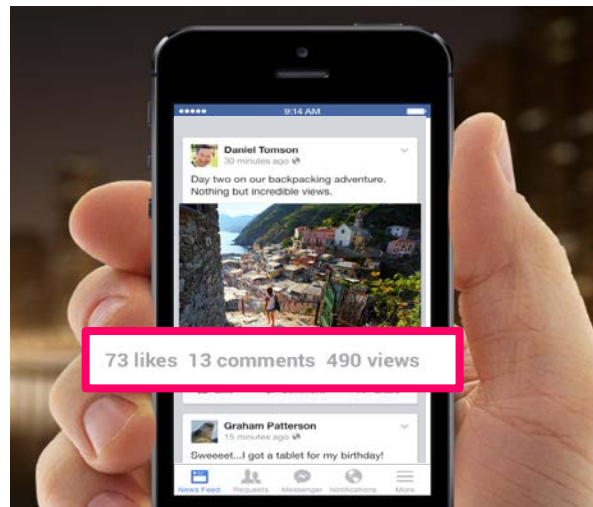 9:14 AM
Daniel Tomson
30 minutes ago
Day two on our backpacking adventure.
Nothing but incredible views.
73 likes 13 comments 490 views
Graham Patterson
15 minutes ago
Sweeeet...I got a tablet for my birthday!
News Feed Requests Messenger Notifications More